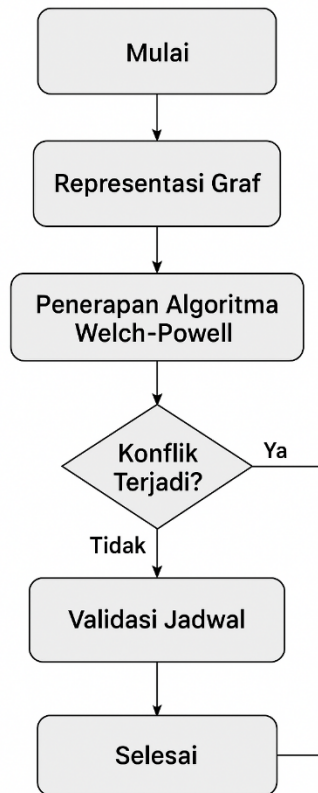 Mulai
Representasi Graf
Penerapan Algoritma
Welch-Powell
Konflik
Terjadi?
Ya
Tidak
Validasi Jadwal
Selesai